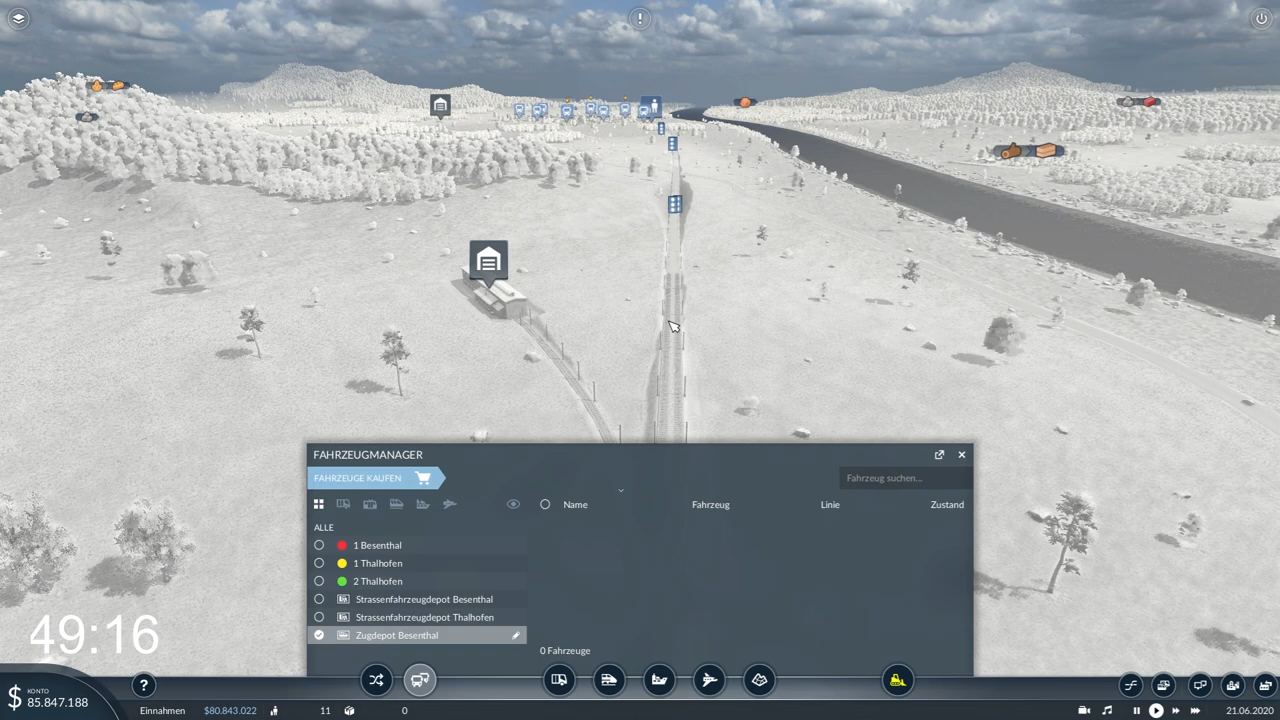 FAHRZEUGMANAGER
FAHRZEUGE KAUFEN
Fahrzeug suchen...
Name Fahrzeug Linie Zustand
ALLE
1 Besenthal
1 Thalhofen
2 Thalhofen
Strassenfahrzeugdepot Besenthal
Strassenfahrzeugdepot Thalhofen
Zugdepot Besenthal
0 Fahrzeuge
49:16
?
$ KONTO
85.847.188
Einnahmen $80.843.022 11 0
21.06.2020